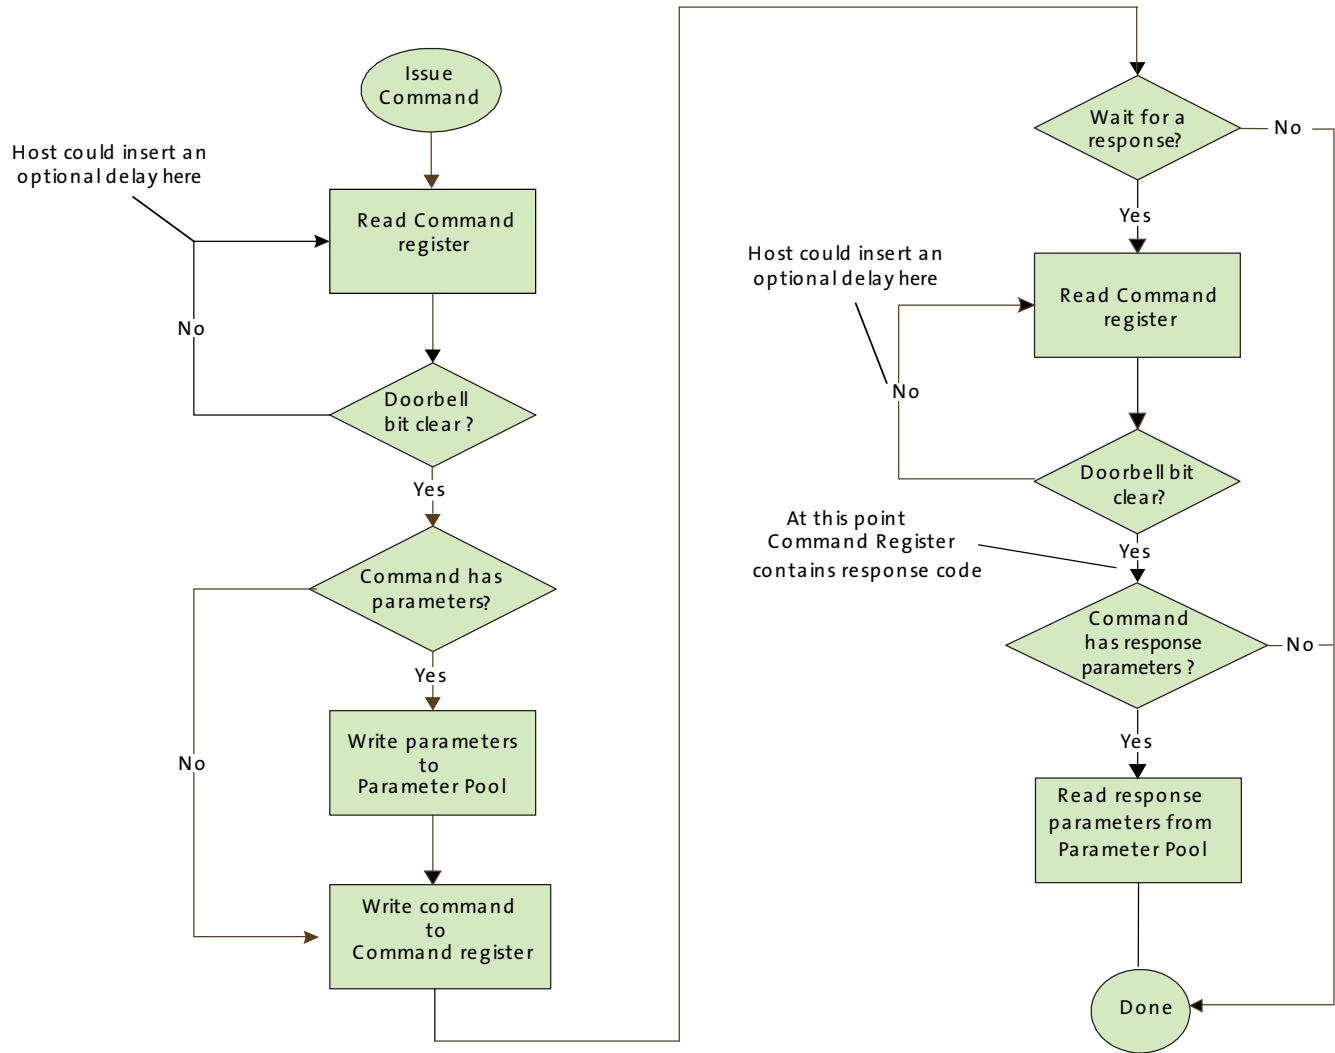 Issue
Command
Host could insert an
optional delay here
Read Command
register
No
Doorbell
bit clear ?
Yes
Command has
parameters?
Yes
Write parameters
to
Parameter Pool
No
Write command
to
Command register
Wait for a
response?
No
Yes
Host could insert an
optional delay here
Read Command
register
No
Doorbell bit
clear?
At this point
Command Register
contains response code
Yes
Command
has response
parameters ?
No
Yes
Read response
parameters from
Parameter Pool
Done